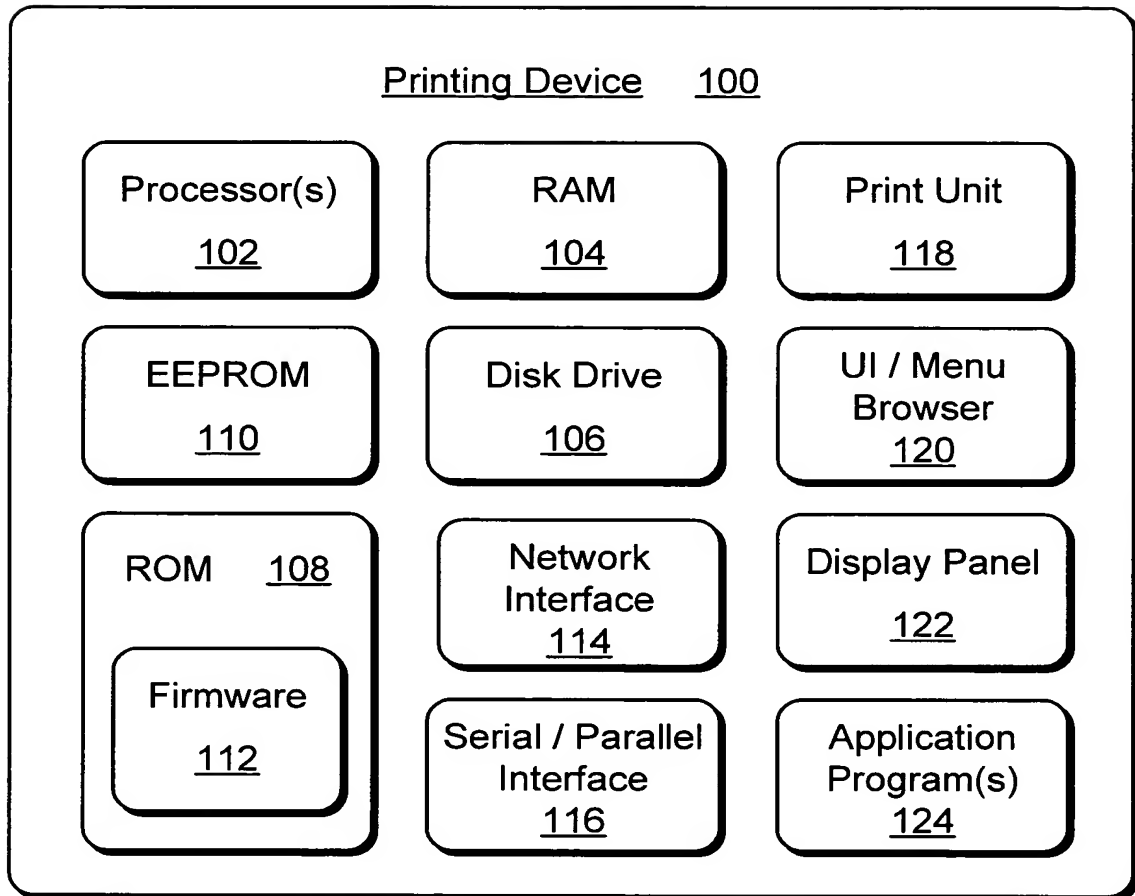 Printing Device 100
Processor(s)
102
RAM
104
Print Unit
118
EEPROM
110
Disk Drive
106
UI / Menu
Browser
120
ROM 108
Firmware
112
Network
Interface
114
Display Panel
122
Serial / Parallel
Interface
116
Application
Program(s)
124